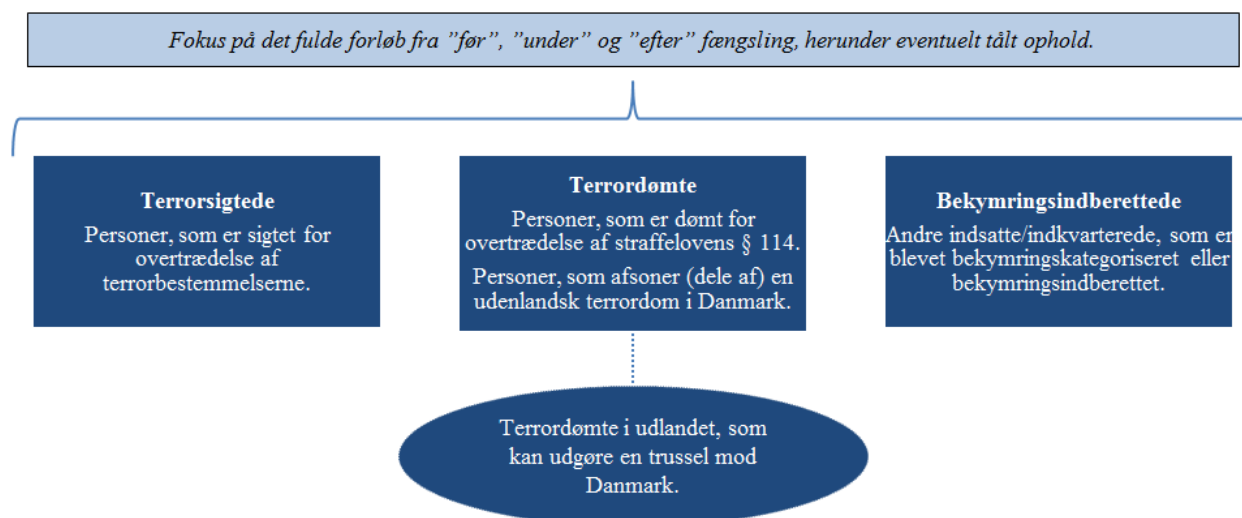 Fokus på det fulde forløb fra ”før”, ”under” og ”efter” fængsling, herunder eventuelt tålt ophold.
Terrorsigtede
Personer, som er sigtet for
overtrædelse af
terrorbestemmelserne.
Terrordømte
Personer, som er dømt for
overtrædelse af straffelovens § 114.
Personer, som afsoner (dele af) en
udenlandsk terrordom i Danmark.
Bekymringsindberettede
Andre indsatte/indkvarterede, som er
blevet bekymringskategoriseret eller
bekymringsindberettet.
Terrordømte i udlandet, som
kan udgøre en trussel mod
Danmark.